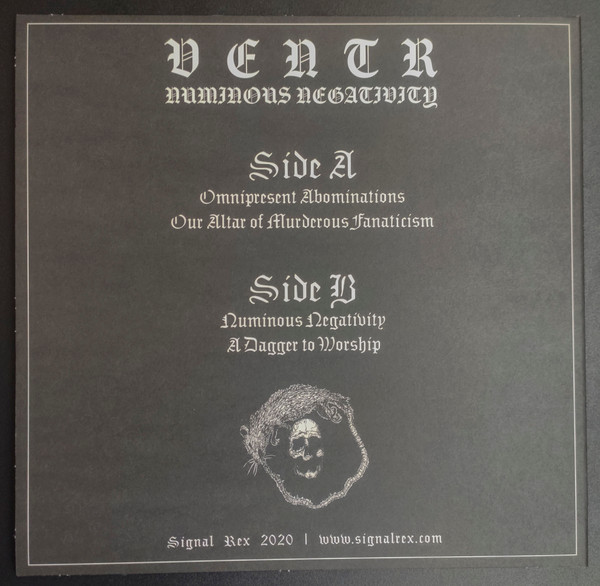 VENTR
NUMINOUS NEGATIVITY
Side A
Omnipresent Abominations
Our Altar of Murderous Fanaticism
Side B
Numinous Negativity
A Dagger to Worship
Signal Rex 2020 | www.signalrex.com